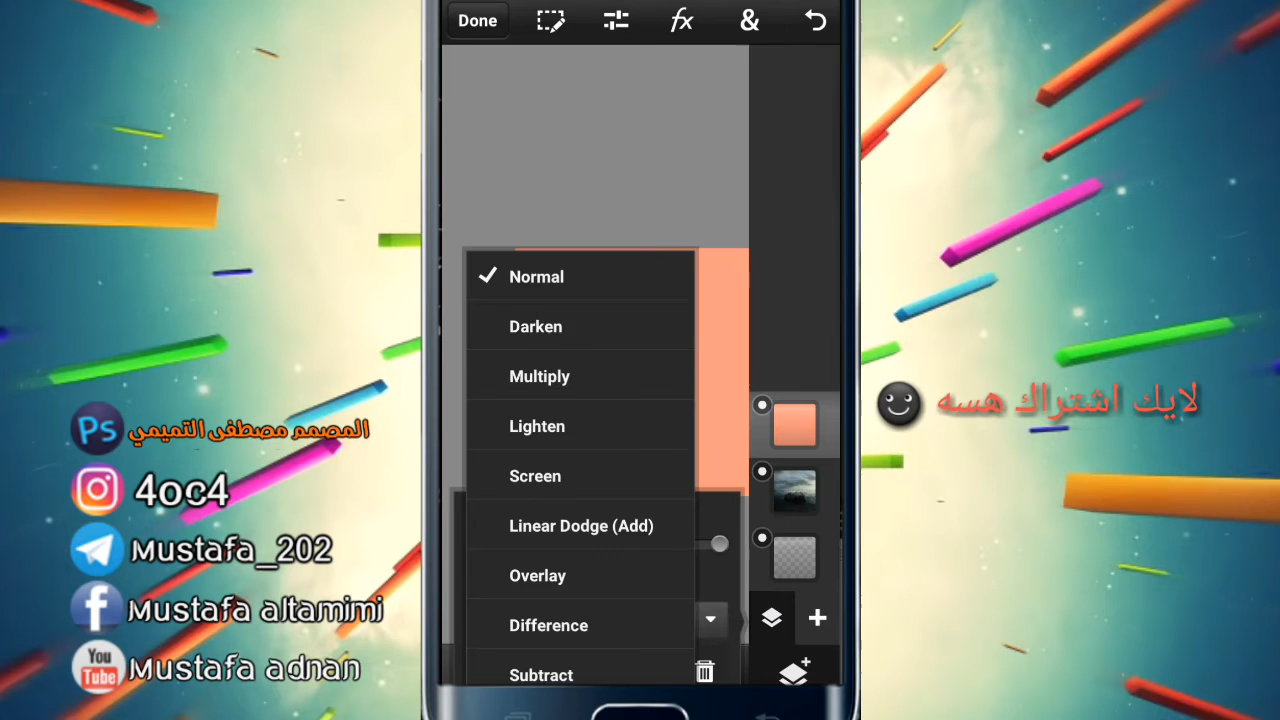 Done
fx
&
Normal
Darken
Multiply
Lighten
Screen
Linear Dodge (Add)
Overlay
Difference
Subtract
Ps المصمم مصطفى التميمي
4oc4
Mustafa_202
f Mustafa altamimi
You Tube Mustafa adnan
لايك اشتراك هسه